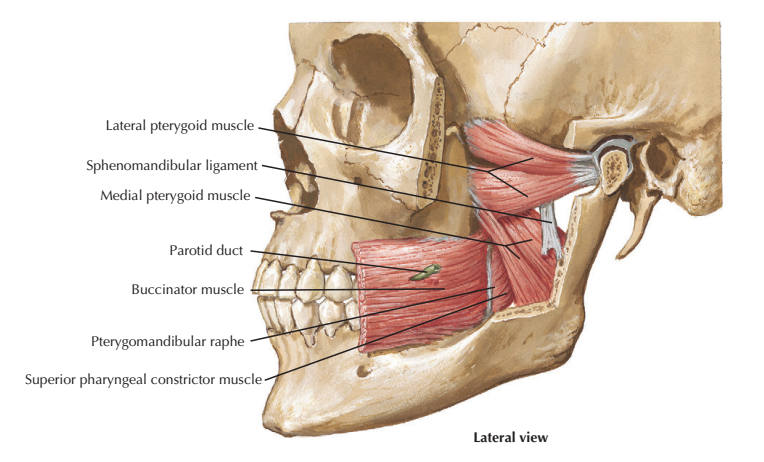 Lateral pterygoid muscle
Sphenomandibular ligament
Medial pterygoid muscle
Parotid duct
Buccinator muscle
Pterygomandibular raphe
Superior pharyngeal constrictor muscle
Lateral view